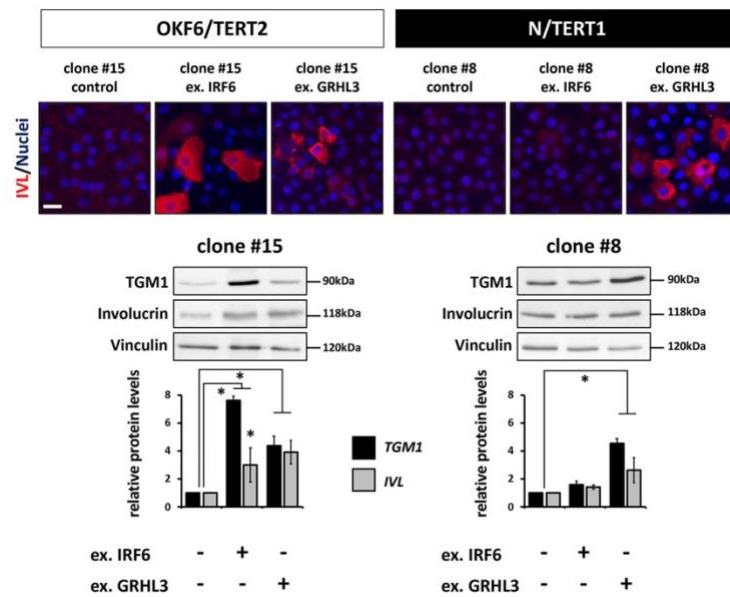 OKF6/TERT2 N/TERT1
clone #15 clone #15 clone #15 clone #8 clone #8 clone #8
control ex. IRF6 ex. GRHL3 control ex. IRF6 ex. GRHL3
IVL/Nuclei
clone #15 clone #8
TGM1 90kDa TGM1 90kDa
Involucrin 118kDa Involucrin 118kDa
Vinculin 120kDa Vinculin 120kDa
* *
* *
relative protein levels relative protein levels
8 8
6 6
4 4
2 2
0 0
TGM1
IVL
ex. IRF6 - + - ex. IRF6 - + -
ex. GRHL3 - - + ex. GRHL3 - - +